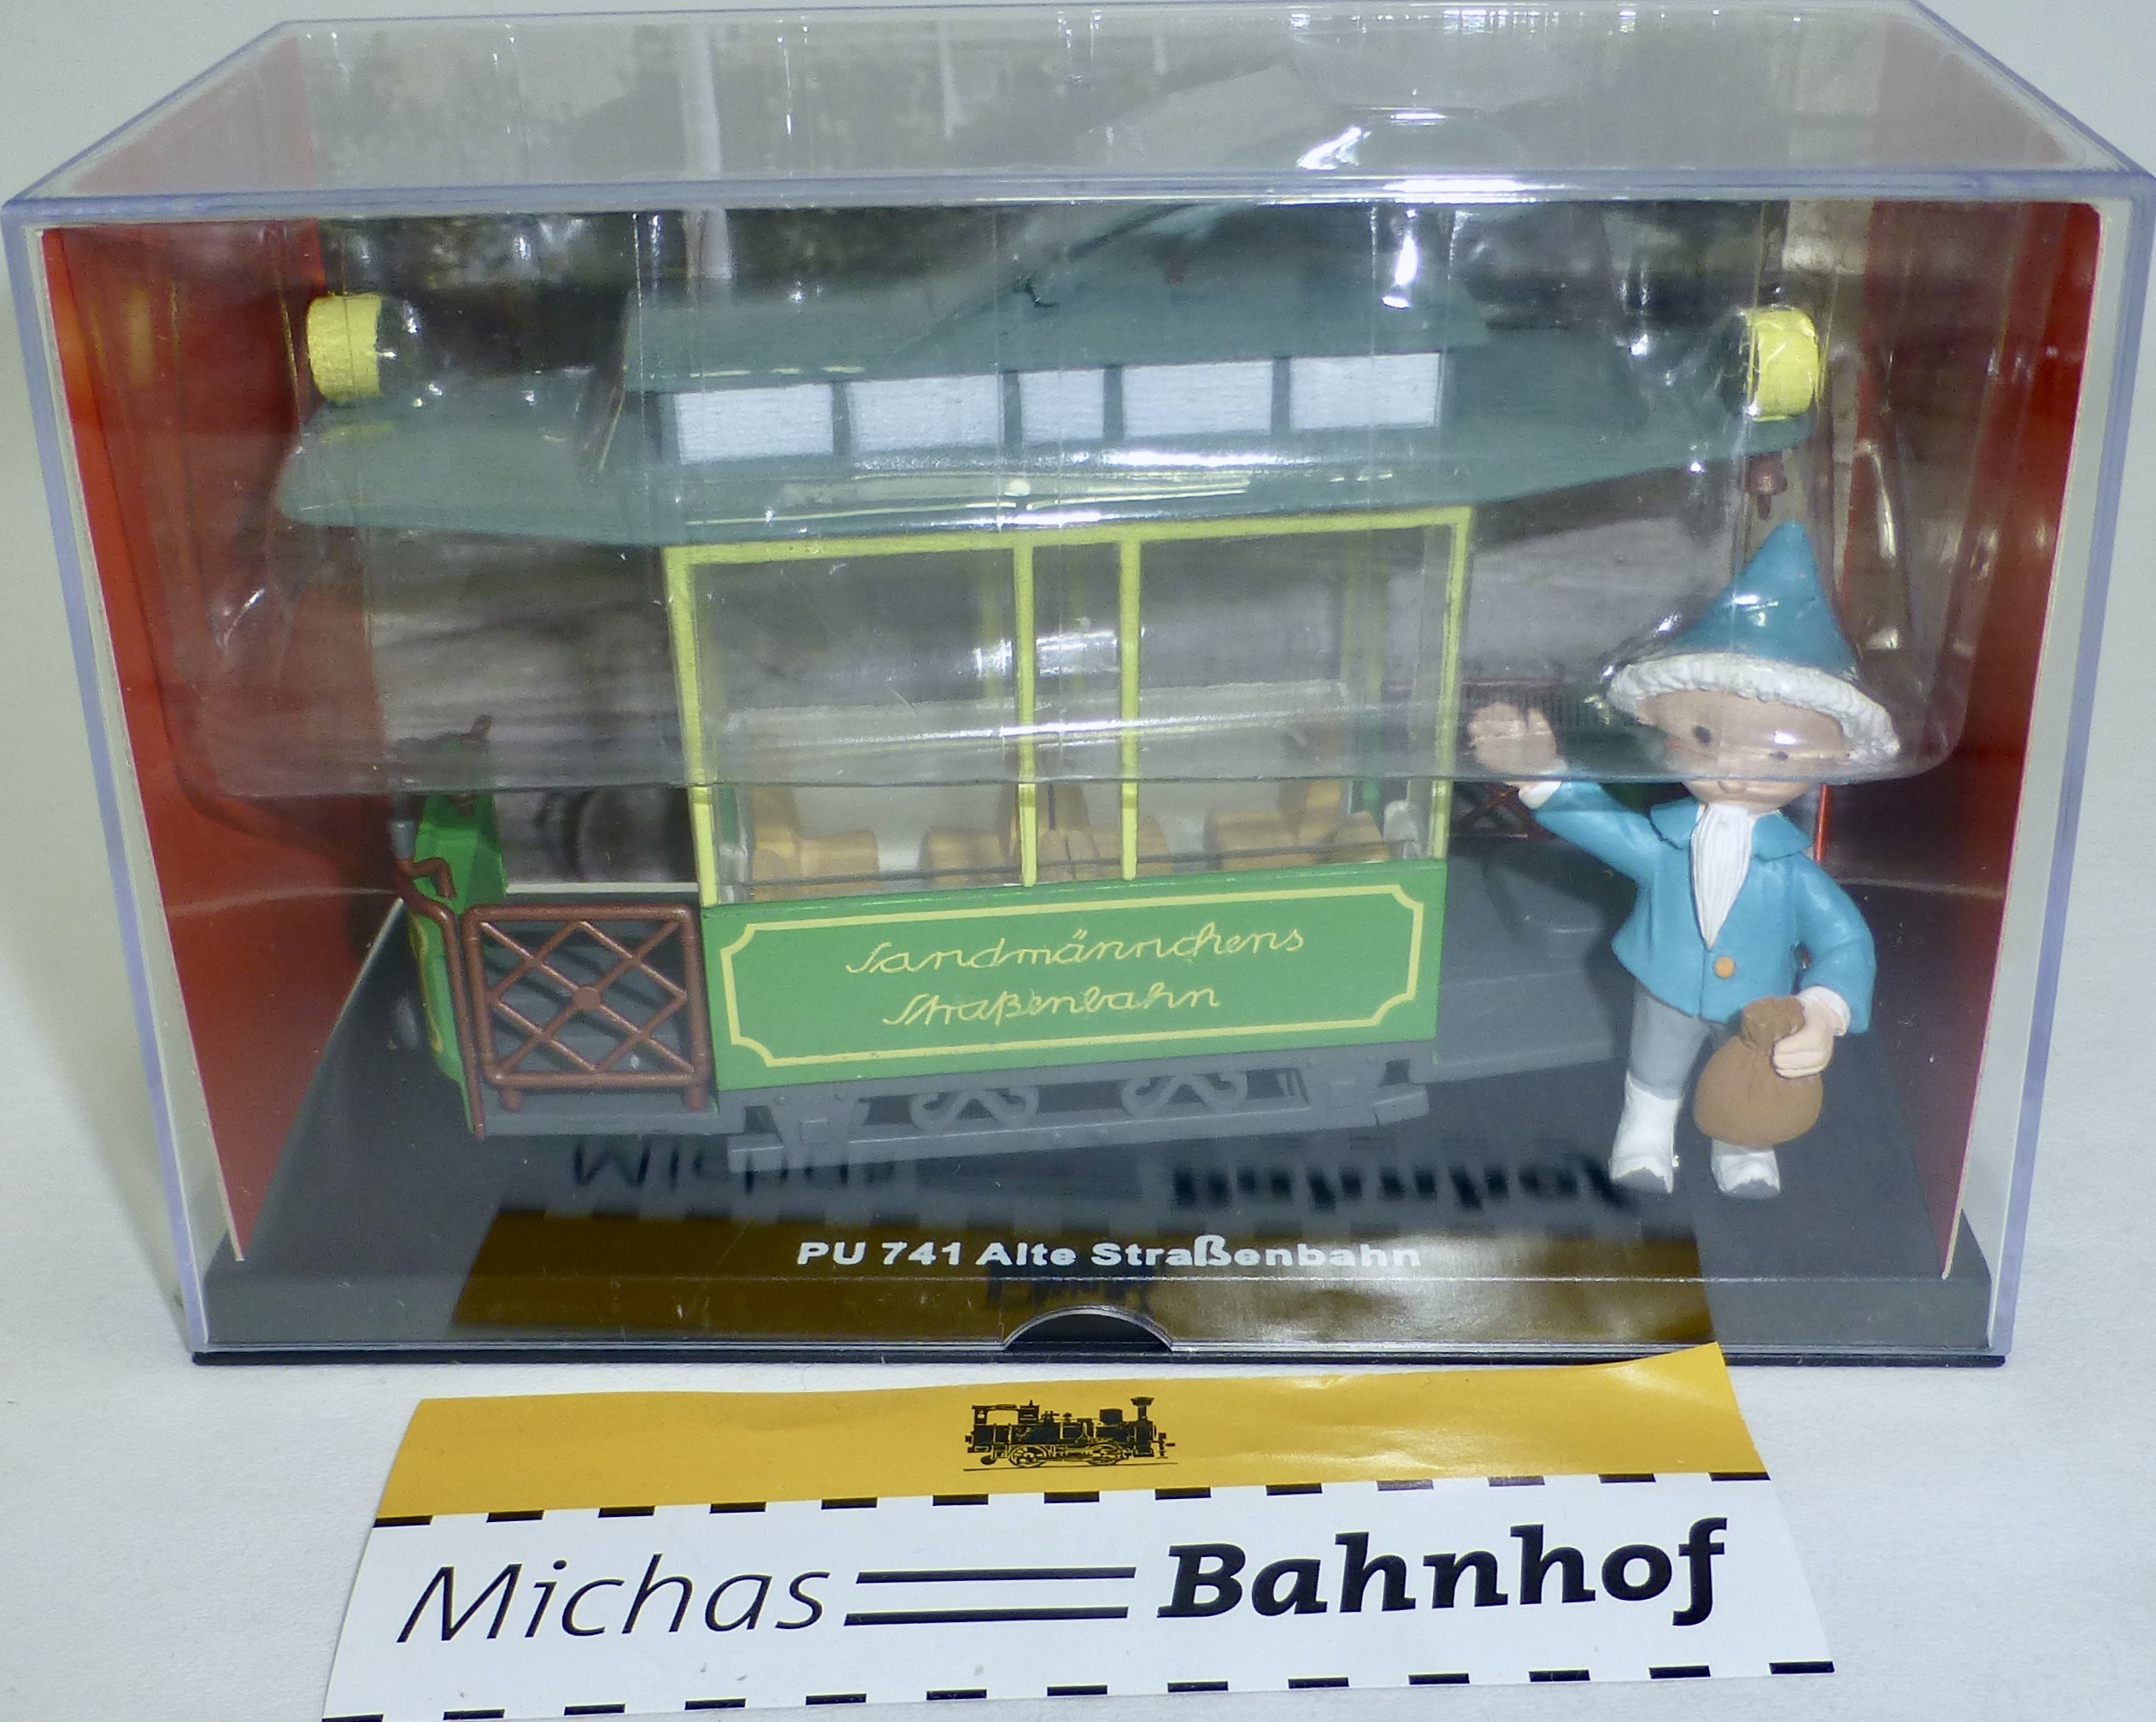 Sandmännchens
Straßenbahn
PU 741 Alte Straßenbahn
Michas Bahnhof